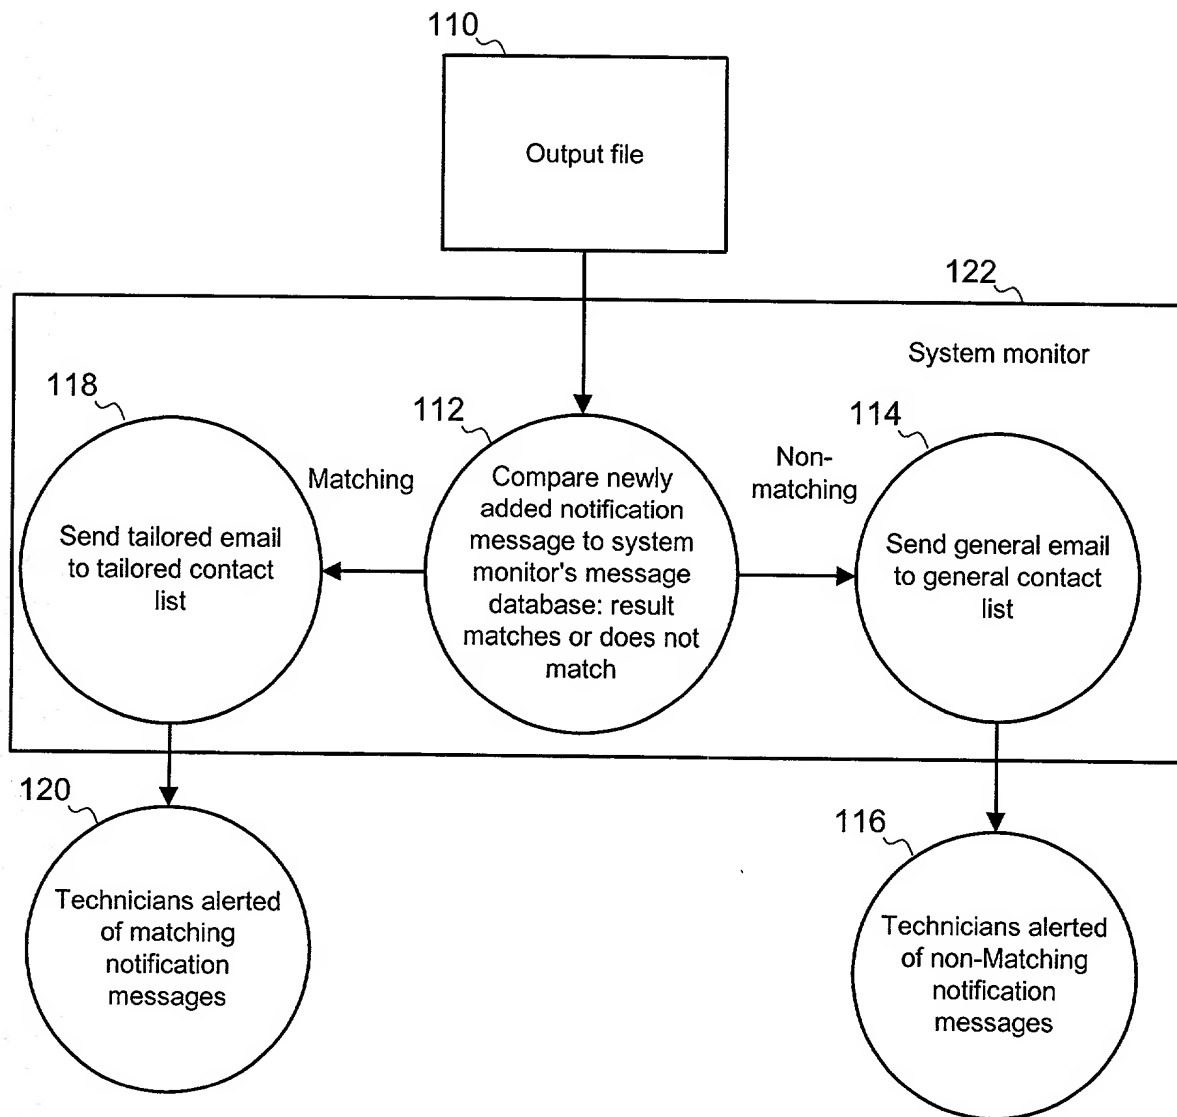 110
Output file
122
System monitor
118
112
114
Matching
Non-
matching
Send tailored email
to tailored contact
list
Compare newly
added notification
message to system
monitor's message
database: result
matches or does not
match
Send general email
to general contact
list
120
116
Technicians alerted
of matching
notification
messages
Technicians alerted
of non-Matching
notification
messages